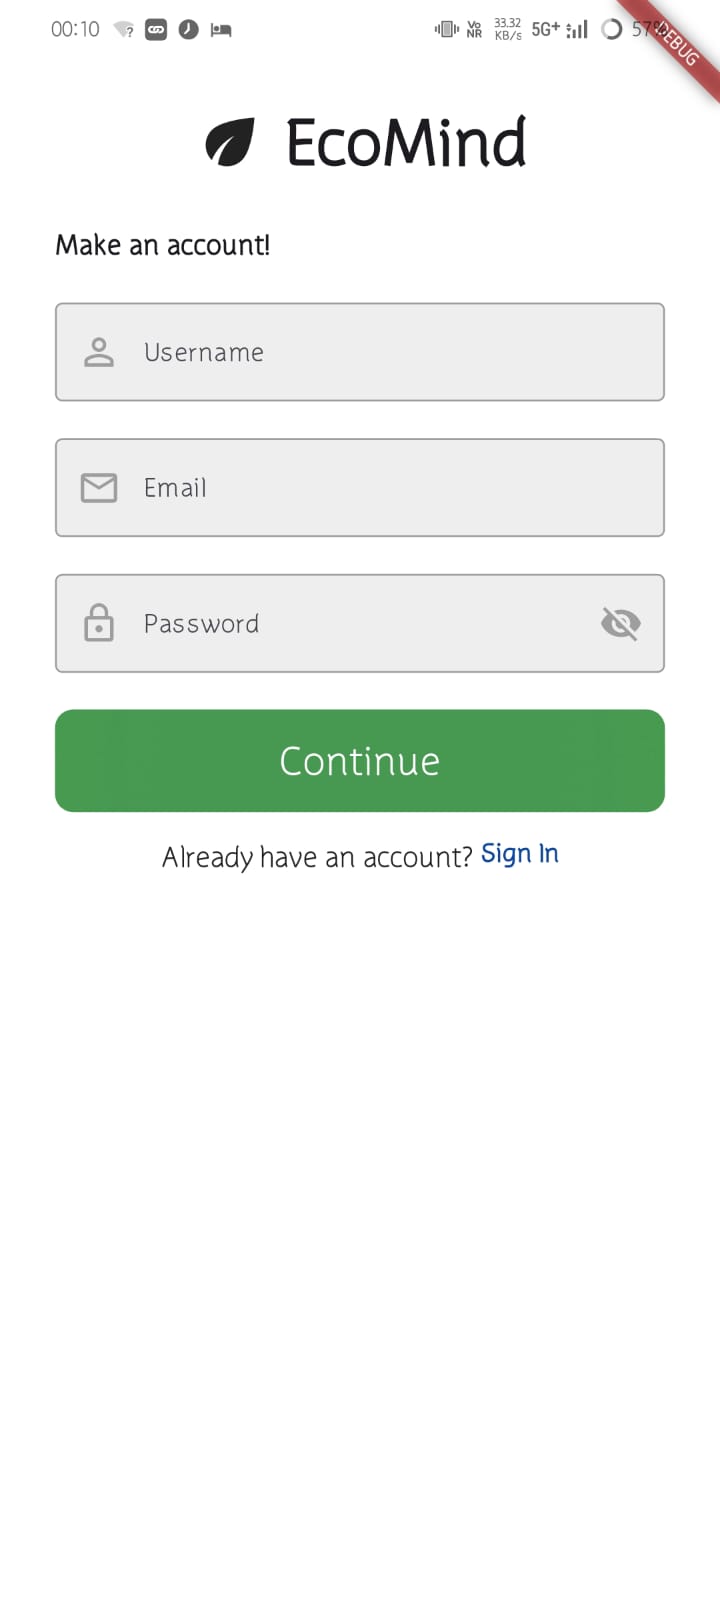 00:10 Vo NR 33.32 KB/s 5G+ 57%
DEBUG
EcoMind
Make an account!
Username
Email
Password
Continue
Already have an account? Sign In